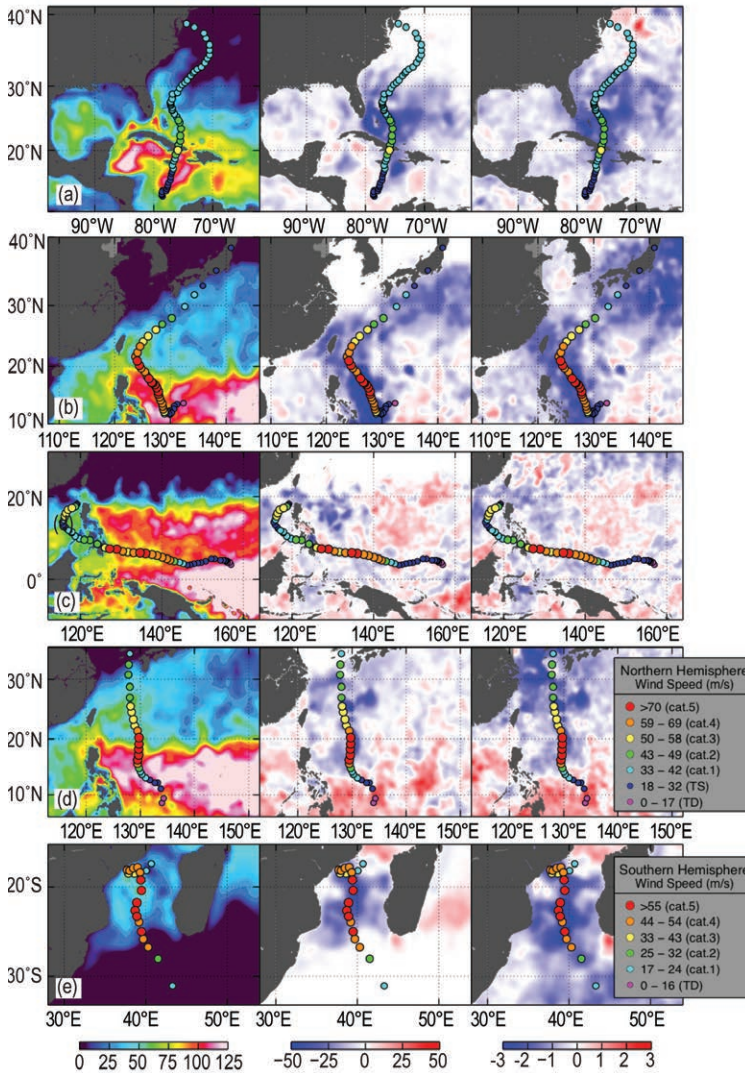 40°N
30°N
20°N
(a)
90°W 80°W 70°W 90°W 80°W 70°W 90°W 80°W 70°W
40°N
30°N
20°N
10°N
(b)
110°E 120°E 130°E 140°E 110°E 120°E 130°E 140°E 110°E 120°E 130°E 140°E
20°N
0°
(c)
120°E 140°E 160°E 120°E 140°E 160°E 120°E 140°E 160°E
30°N
20°N
10°N
(d)
120°E 130°E 140°E 150°E 120°E 130°E 140°E 150°E 120°E 130°E 140°E 150°E
Northern Hemisphere
Wind Speed (m/s)
>70 (cat.5)
59 – 69 (cat.4)
50 – 58 (cat.3)
43 – 49 (cat.2)
33 – 42 (cat.1)
18 – 32 (TS)
0 – 17 (TD)
20°S
30°S
(e)
30°E 40°E 50°E 30°E 40°E 50°E 30°E 40°E 50°E
Southern Hemisphere
Wind Speed (m/s)
>55 (cat.5)
44 – 54 (cat.4)
33 – 43 (cat.3)
25 – 32 (cat.2)
17 – 24 (cat.1)
0 – 16 (TD)
0 25 50 75 100 125
−50 −25 0 25 50
-3 -2 -1 0 1 2 3